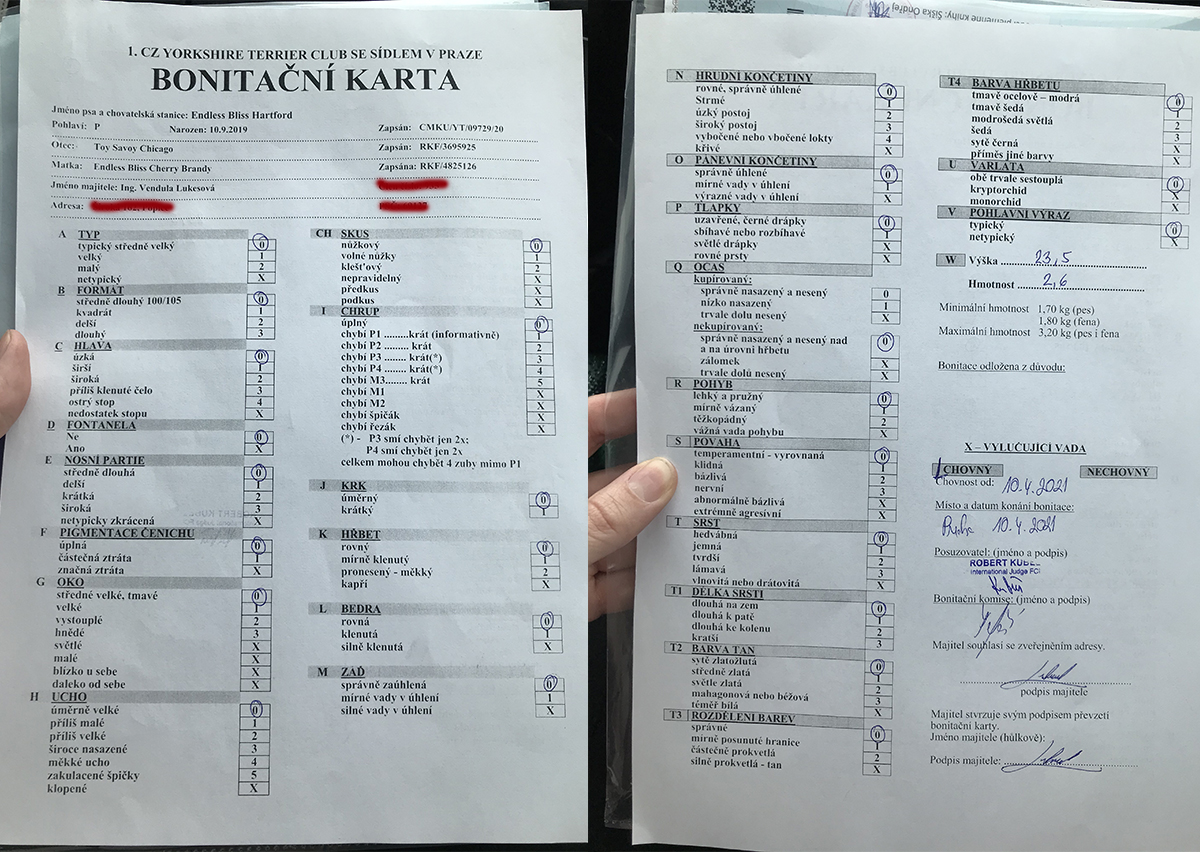 1. CZ YORKSHIRE TERRIER CLUB SE SÍDLEM V PRAZE
BONITAČNÍ KARTA
Jméno psa a chovatelská stanice: Endless Bliss Hartford
Pohlaví: P Narozen: 10.9.2019 Zapsán: CMKU/YT/09729/20
Otec: Toy Savoy Chicago Zapsán: RKF/3695925
Matka: Endless Bliss Cherry Brandy Zapsána: RKF/4825126
Jméno majitele: Ing. Vendula Lukesová
Adresa:
A TYP
typický středně velký 0
velký 1
malý 2
netypický X
B FORMÁT
středně dlouhý 100/105 0
kvadrát 1
delší 2
dlouhý 3
C HLAVA
úzká 0
širší 1
široká 2
příliš klenuté čelo 3
ostrý stop 4
nedostatek stopu X
D FONTANELA
Ne 0
Ano X
E NOSNÍ PARTIE
středně dlouhá 0
delší 1
krátká 2
široká 3
netypicky zkrácená X
F PIGMENTACE ČENICHU
úplná 0
částečná ztráta 1
značná ztráta X
G OKO
středně velké, tmavé 0
velké 1
vystouplé 2
hnědé 3
světlé X
malé X
blízko u sebe X
daleko od sebe X
H UCHO
úměrně velké 0
příliš malé 1
příliš velké 2
široce nasazené 3
měkké ucho 4
zakulacené špičky 5
klopené X
CH SKUS
nůžkový 0
volné nůžky 1
klešťový 2
nepravidelný X
předkus X
podkus X
I CHRUP
úplný 0
chybí P1 .........krát (informativně) 1
chybí P2 ......... krát 2
chybí P3 ........ krát(*) 3
chybí P4 ........ krát(*) 4
chybí M3........ krát 5
chybí M1 X
chybí M2 X
chybí špičák X
chybí řezák X
(*) - P3 smí chybět jen 2x;
P4 smí chybět jen 2x
celkem mohou chybět 4 zuby mimo P1
J KRK
úměrný 0
krátký 1
K HŘBET
rovný 0
mírně klenutý 1
pronesený - měkký 2
kapří X
L BEDRA
rovná 0
klenutá 1
silně klenutá X
M ZÁĎ
správně zaúhlená 0
mírné vady v úhlení 1
silné vady v úhlení X
plemenné knihy: Šiška Ondřej
N HRUDNÍ KONČETINY
rovné, správně úhlené 0
Strmé 1
úzký postoj 2
široký postoj 3
vybočené nebo vbočené lokty 4
křivé X
O PÁNEVNÍ KONČETINY
správně úhlené 0
mírné vady v úhlení 1
výrazné vady v úhlení X
P TLAPKY
uzavřené, černé drápky 0
sbíhavé nebo rozbíhavé 1
světlé drápky X
rovné prsty X
Q OCAS
kupírovaný:
správně nasazený a nesený 0
nízko nasazený 1
trvale dolu nesený X
nekupírovaný:
správně nasazený a nesený nad 0
a na úrovni hřbetu
zálomek X
trvale dolů nesený X
R POHYB
lehký a pružný 0
mírně vázaný 1
těžkopádný 2
vážná vada pohybu X
S POVAHA
temperamentní - vyrovnaná 0
klidná 1
bázlivá 2
nervní 3
abnormálně bázlivá X
extrémně agresivní X
T SRST
hedvábná 0
jemná 1
tvrdší 2
lámavá 3
vlnovitá nebo drátovitá X
T1 DÉLKA SRSTI
dlouhá na zem 0
dlouhá k patě 1
dlouhá ke kolenu 2
kratší 3
T2 BARVA TAN
sytě zlatožlutá 0
středně zlatá 1
světle zlatá 2
mahagonová nebo béžová 3
téměř bílá X
T3 ROZDĚLENÍ BAREV
správné 0
mírně posunuté hranice 1
částečně prokvetlá 2
silně prokvetlá - tan X
T4 BARVA HŘBETU
tmavě ocelově – modrá 0
tmavě šedá 1
modrošedá světlá 2
šedá 3
sytě černá X
příměs jiné barvy X
U VARLATA
obě trvale sestouplá 0
kryptorchid X
monorchid X
V POHLAVNÍ VÝRAZ
typický 0
netypický X
W Výška 23,5
Hmotnost 2,6
Minimální hmotnost 1,70 kg (pes)
1,80 kg (fena)
Maximální hmotnost 3,20 kg (pes i fena
Bonitace odložena z důvodu:
X – VYLUČUJÍCÍ VADA
CHOVNÝ NECHOVNÝ
Chovnost od: 10.4.2021
Místo a datum konání bonitace:
10.4.2021
Posuzovatel: (jméno a podpis)
ROBERT KUBEŠ
International Judge FCI
Bonitační komise: (jméno a podpis)
Majitel souhlasí se zveřejněním adresy.
podpis majitele
Majitel stvrzuje svým podpisem převzetí
bonitační karty.
Jméno majitele (hůlkově):
Podpis majitele: